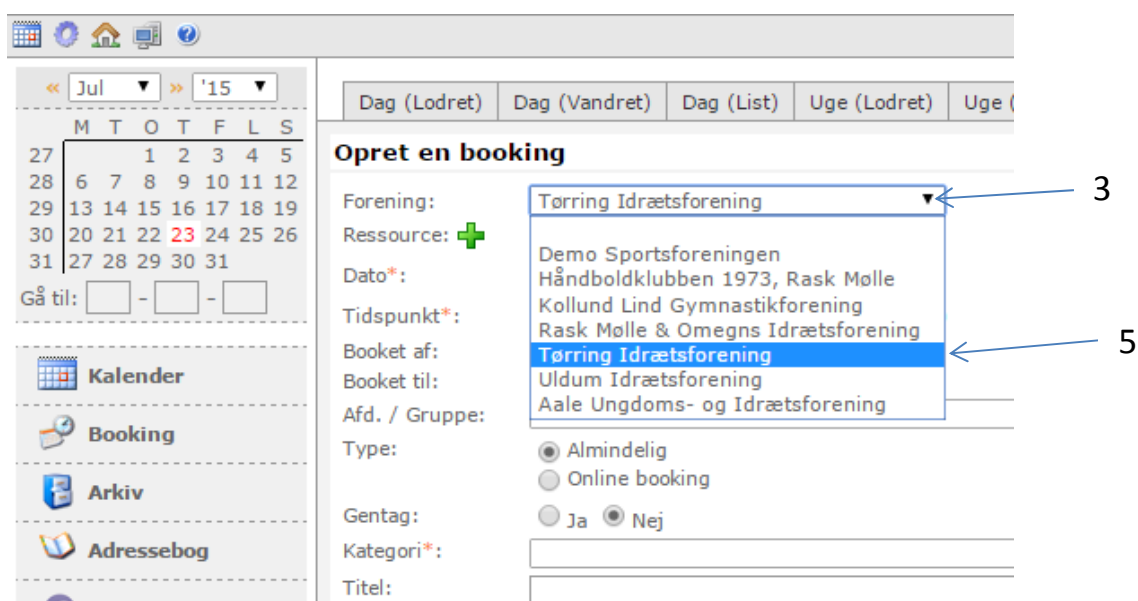 « Jul ▼ » '15 ▼
M T O T F L S
27 1 2 3 4 5
28 6 7 8 9 10 11 12
29 13 14 15 16 17 18 19
30 20 21 22 23 24 25 26
31 27 28 29 30 31
Gå til: - -
Kalender
Booking
Arkiv
Adressebog
Dag (Lodret) Dag (Vandret) Dag (List) Uge (Lodret) Uge (
Opret en booking
Forening: Tørring Idrætsforening ▼ 3
Ressource:
Demo Sportsforeningen
Dato*: Håndboldklubben 1973, Rask Mølle
Kollund Lind Gymnastikforening
Tidspunkt*: Rask Mølle & Omegns Idrætsforening
Booket af: Tørring Idrætsforening 5
Booket til: Uldum Idrætsforening
Afd. / Gruppe: Aale Ungdoms- og Idrætsforening
Type: Almindelig
Online booking
Gentag: Ja Nej
Kategori*:
Titel: